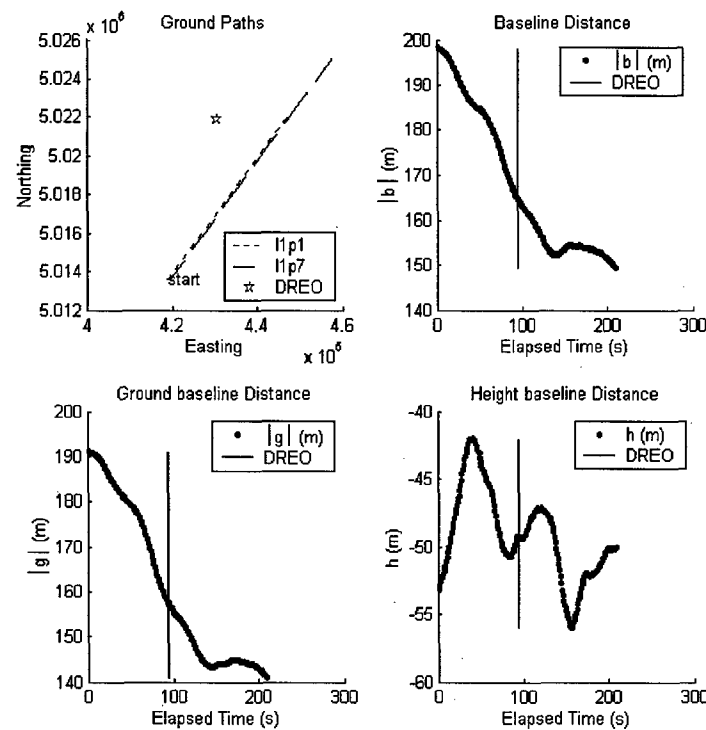 Ground Paths
× 10⁶
5.026
5.024
5.022
5.02
5.018
5.016
5.014
5.012
Northing
start
l1p1
l1p7
DREO
4
4.2
4.4
4.6
Easting
× 10⁵
Baseline Distance
200
190
180
170
160
150
140
|b| (m)
|b| (m)
DREO
0
100
200
300
Elapsed Time (s)
Ground baseline Distance
200
190
180
170
160
150
140
|g| (m)
|g| (m)
DREO
0
100
200
300
Elapsed Time (s)
Height baseline Distance
-40
-45
-50
-55
-60
h (m)
h (m)
DREO
0
100
200
300
Elapsed Time (s)